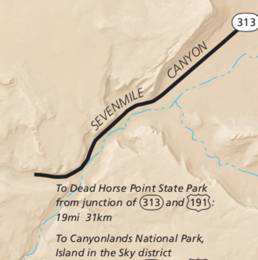 313
SEVENMILE CANYON
To Dead Horse Point State Park
from junction of 313 and 191:
19mi 31km
To Canyonlands National Park,
Island in the Sky district